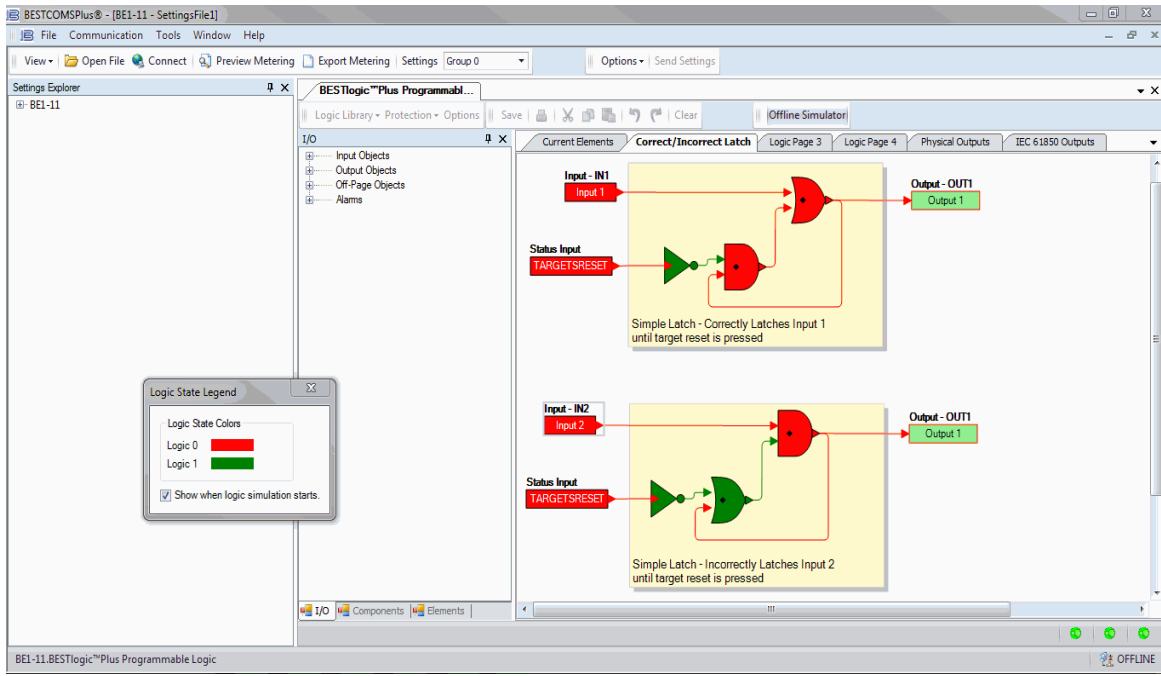 BESTCOMSPlus® - [BE1-11 - SettingsFile1]
File Communication Tools Window Help
View Open File Connect Preview Metering Export Metering Settings Group 0 Options Send Settings
Settings Explorer
BE1-11
BESTlogic™Plus Programmabl...
Logic Library Protection Options Save Clear Offline Simulator
I/O
Input Objects
Output Objects
Off-Page Objects
Alarms
Current Elements Correct/Incorrect Latch Logic Page 3 Logic Page 4 Physical Outputs IEC 61850 Outputs
Input - IN1
Input 1
Output - OUT1
Output 1
Status Input
TARGETSRESET
Simple Latch - Correctly Latches Input 1
until target reset is pressed
Input - IN2
Input 2
Output - OUT1
Output 1
Status Input
TARGETSRESET
Simple Latch - Incorrectly Latches Input 2
until target reset is pressed
Logic State Legend
Logic State Colors
Logic 0
Logic 1
Show when logic simulation starts.
I/O Components Elements
BE1-11.BESTlogic™Plus Programmable Logic
OFFLINE